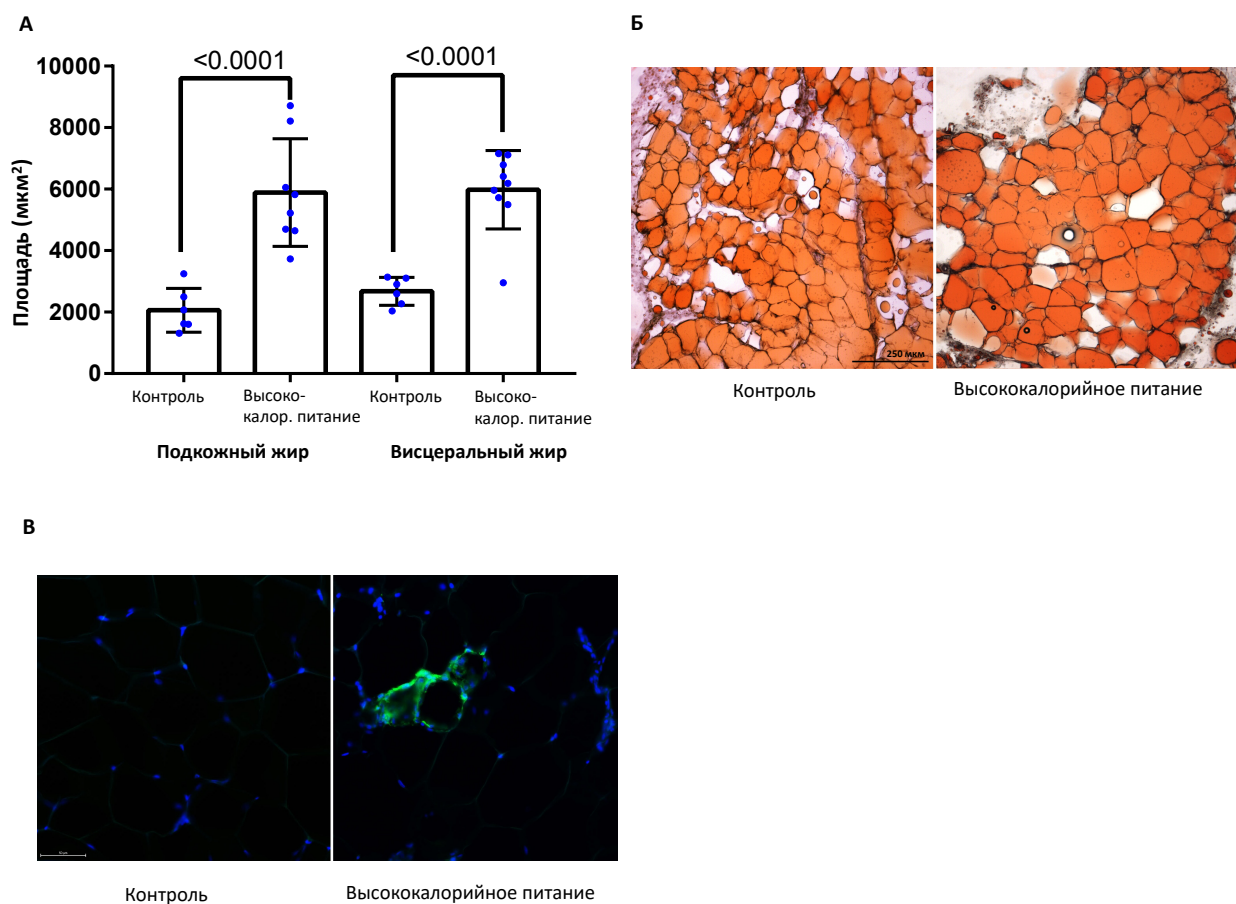 А
<0.0001
<0.0001
10000
8000
6000
4000
2000
0
Площадь (мкм²)
Контроль
Высоко-
калор. питание
Контроль
Высоко-
калор. питание
Подкожный жир
Висцеральный жир
Б
250 мкм
Контроль
Высококалорийное питание
В
Контроль
Высококалорийное питание